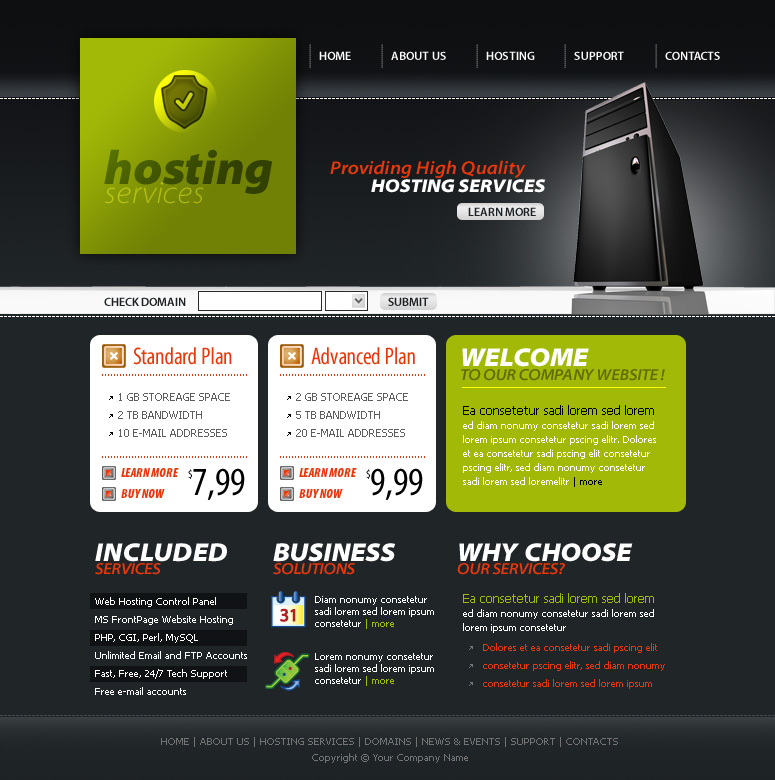 HOME
ABOUT US
HOSTING
SUPPORT
CONTACTS
hosting
services
Providing High Quality
HOSTING SERVICES
LEARN MORE
CHECK DOMAIN
SUBMIT
Standard Plan
1 GB STOREAGE SPACE
2 TB BANDWIDTH
10 E-MAIL ADDRESSES
LEARN MORE
BUY NOW
$7,99
Advanced Plan
2 GB STOREAGE SPACE
5 TB BANDWIDTH
20 E-MAIL ADDRESSES
LEARN MORE
BUY NOW
$9,99
WELCOME
TO OUR COMPANY WEBSITE !
Ea consetetur sadi lorem sed lorem
ed diam nonumy consetetur sadi lorem sed
lorem ipsum consetetur pscing elitr. Dolores
et ea consetetur sadi pscing elit consetetur
pscing elitr, sed diam nonumy consetetur
sadi lorem sed loremelitr | more
INCLUDED
SERVICES
Web Hosting Control Panel
MS FrontPage Website Hosting
PHP, CGI, Perl, MySQL
Unlimited Email and FTP Accounts
Fast, Free, 24/7 Tech Support
Free e-mail accounts
BUSINESS
SOLUTIONS
31
Diam nonumy consetetur
sadi lorem sed lorem ipsum
consetetur | more
Lorem nonumy consetetur
sadi lorem sed lorem ipsum
consetetur | more
WHY CHOOSE
OUR SERVICES?
Ea consetetur sadi lorem sed lorem
ed diam nonumy consetetur sadi lorem sed
lorem ipsum consetetur
Dolores et ea consetetur sadi pscing elit
consetetur pscing elitr, sed diam nonumy
consetetur sadi lorem sed lorem ipsum
HOME | ABOUT US | HOSTING SERVICES | DOMAINS | NEWS & EVENTS | SUPPORT | CONTACTS
Copyright © Your Company Name